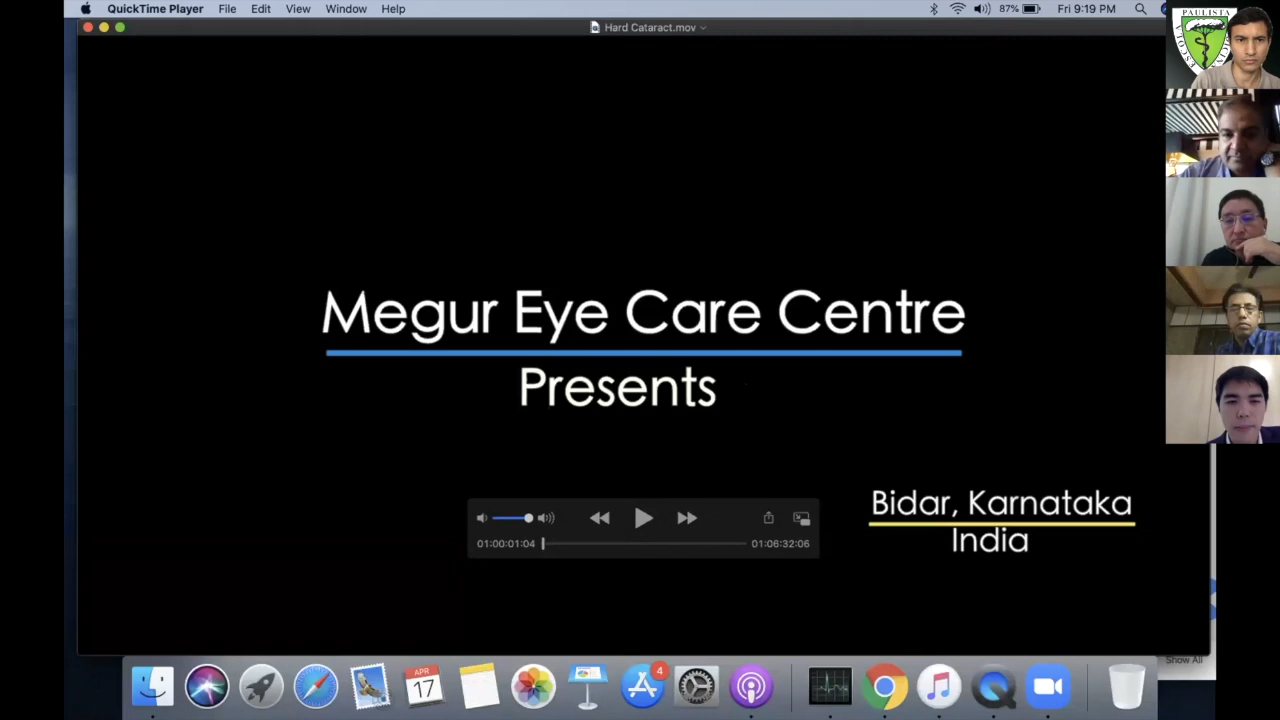 QuickTime Player File Edit View Window Help 87% Fri 9:19 PM
Hard Cataract.mov
PAULISTA
Megur Eye Care Centre
Presents
Bidar, Karnataka
India
01:00:01:04 01:06:32:06
Show All
4
APR
17